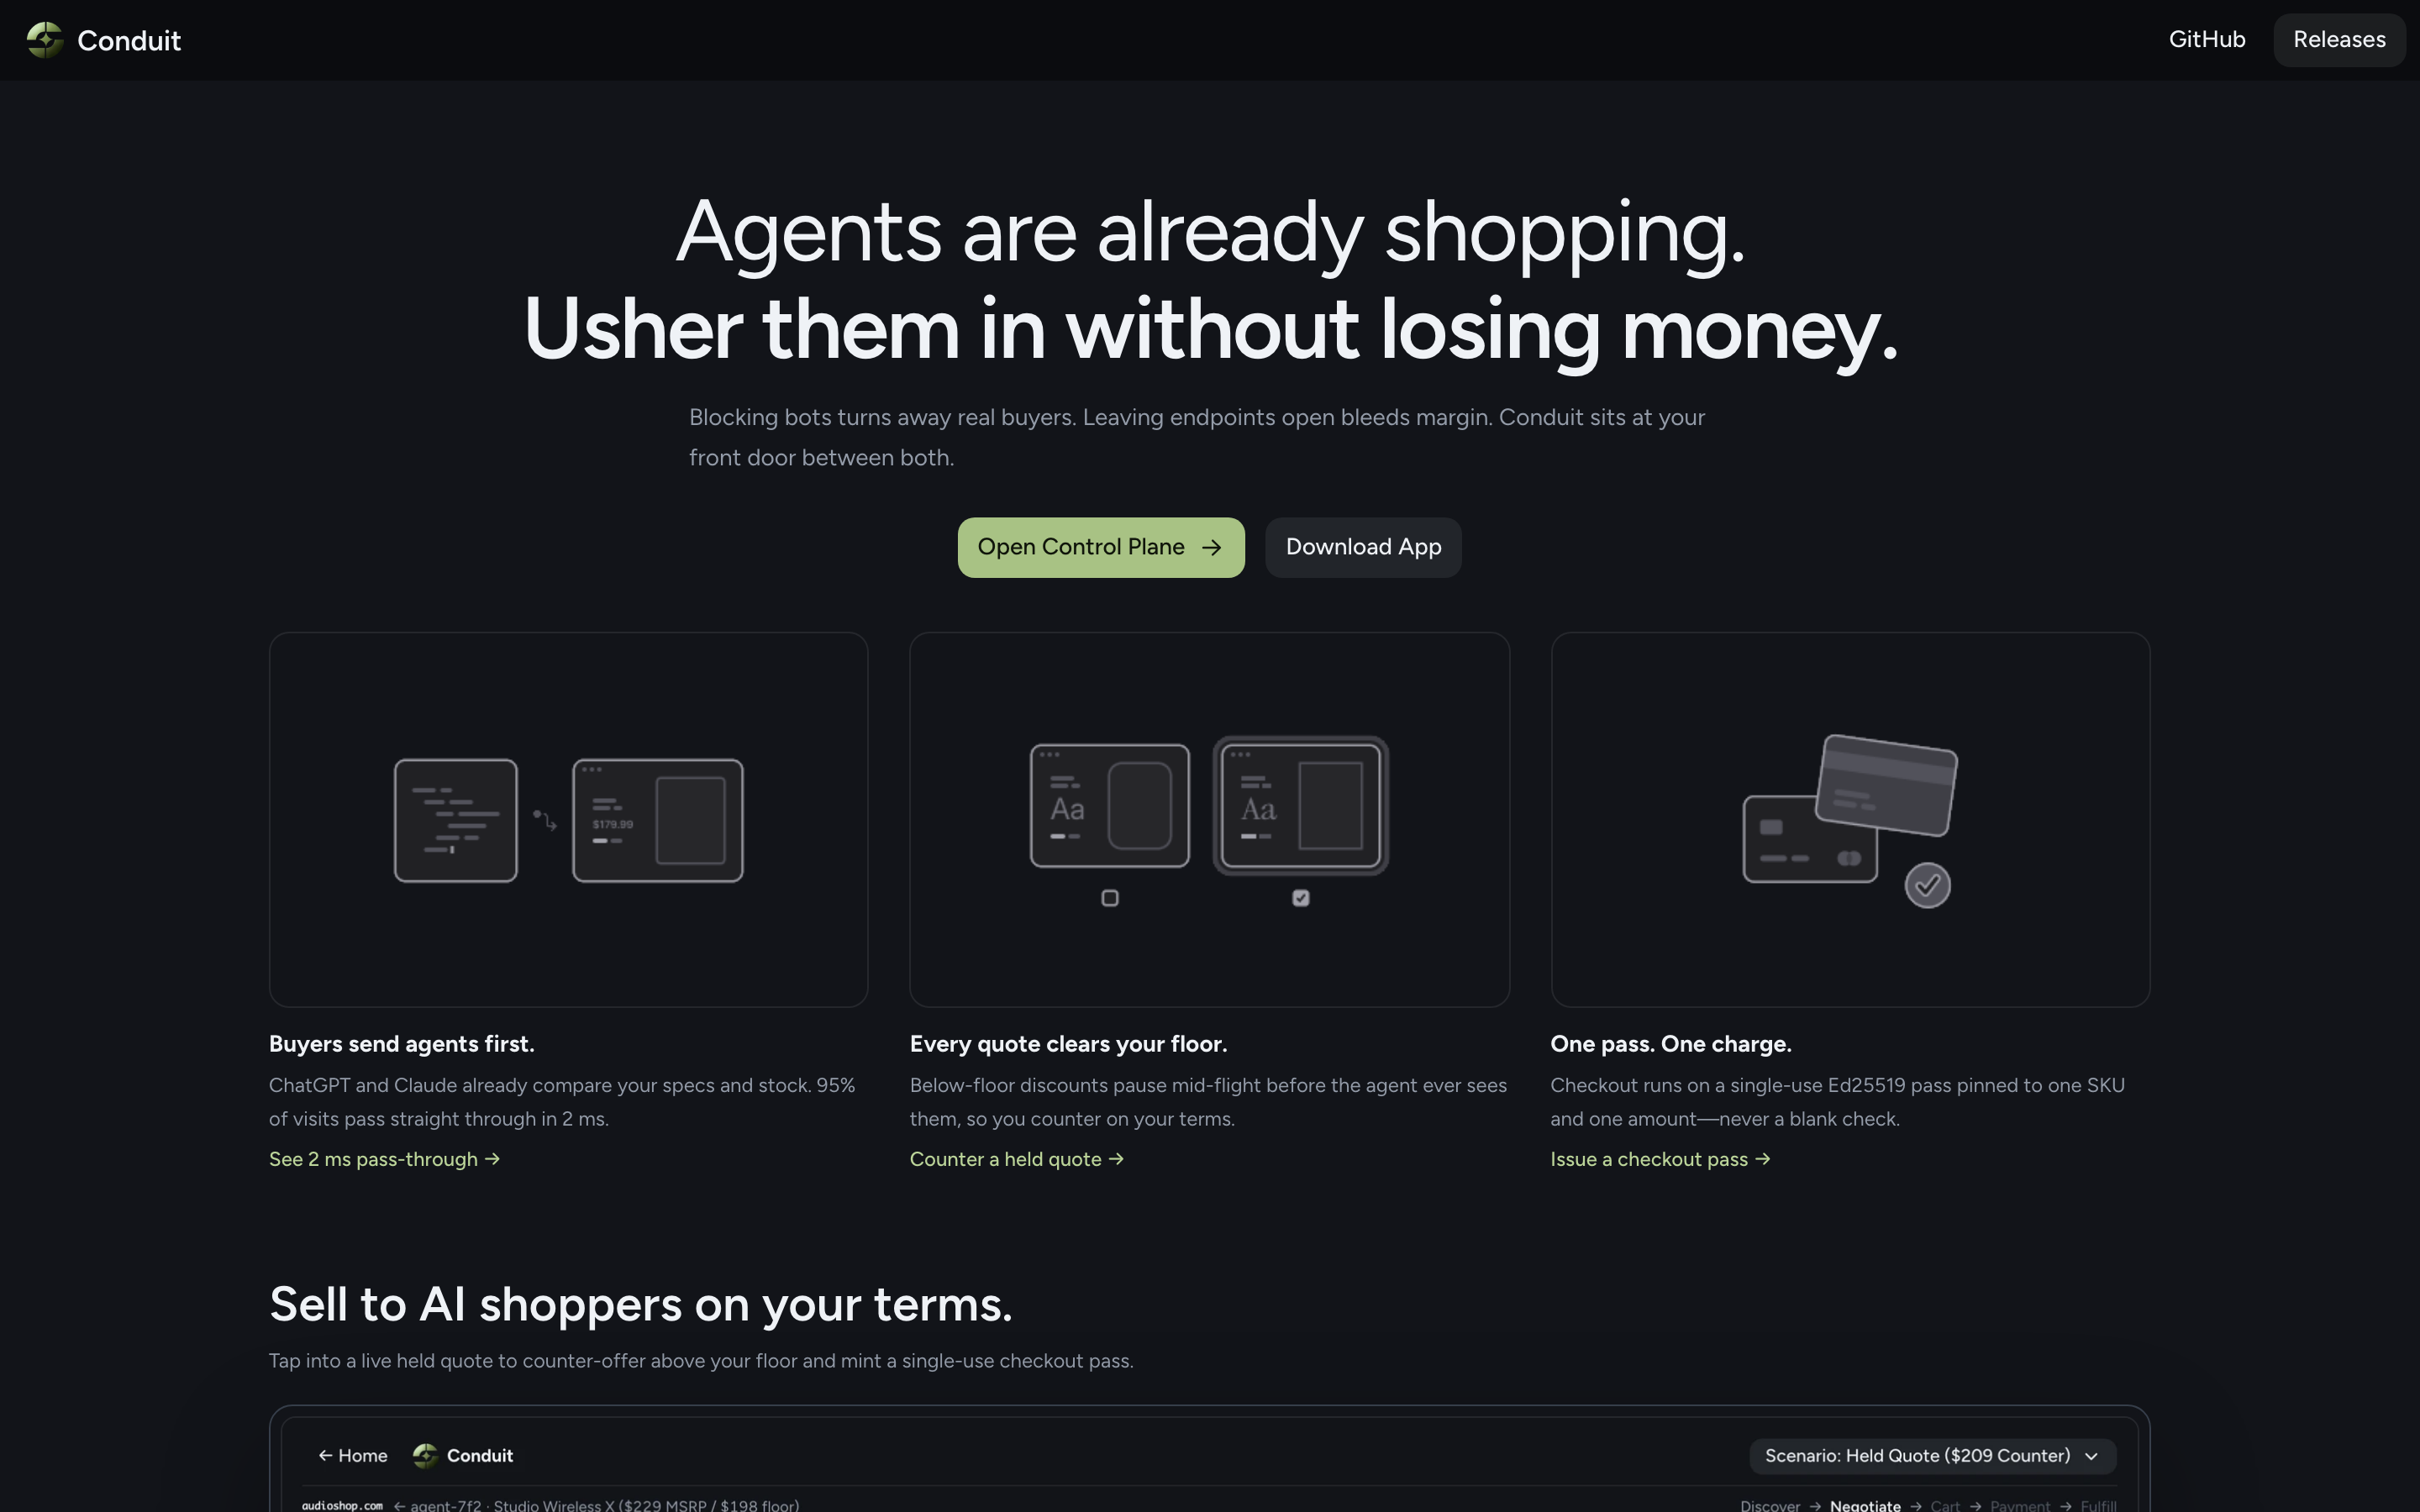 Conduit
GitHub
Releases
Agents are already shopping.
Usher them in without losing money.
Blocking bots turns away real buyers. Leaving endpoints open bleeds margin. Conduit sits at your
front door between both.
Open Control Plane →
Download App
$179.99
Aa
Aa
Buyers send agents first.
ChatGPT and Claude already compare your specs and stock. 95%
of visits pass straight through in 2 ms.
See 2 ms pass-through →
Every quote clears your floor.
Below-floor discounts pause mid-flight before the agent ever sees
them, so you counter on your terms.
Counter a held quote →
One pass. One charge.
Checkout runs on a single-use Ed25519 pass pinned to one SKU
and one amount—never a blank check.
Issue a checkout pass →
Sell to AI shoppers on your terms.
Tap into a live held quote to counter-offer above your floor and mint a single-use checkout pass.
← Home
Conduit
Scenario: Held Quote ($209 Counter)
audioshop.com ← agent-7f2 · Studio Wireless X ($229 MSRP / $198 floor)
Discover → Negotiate → Cart → Payment → Fulfill